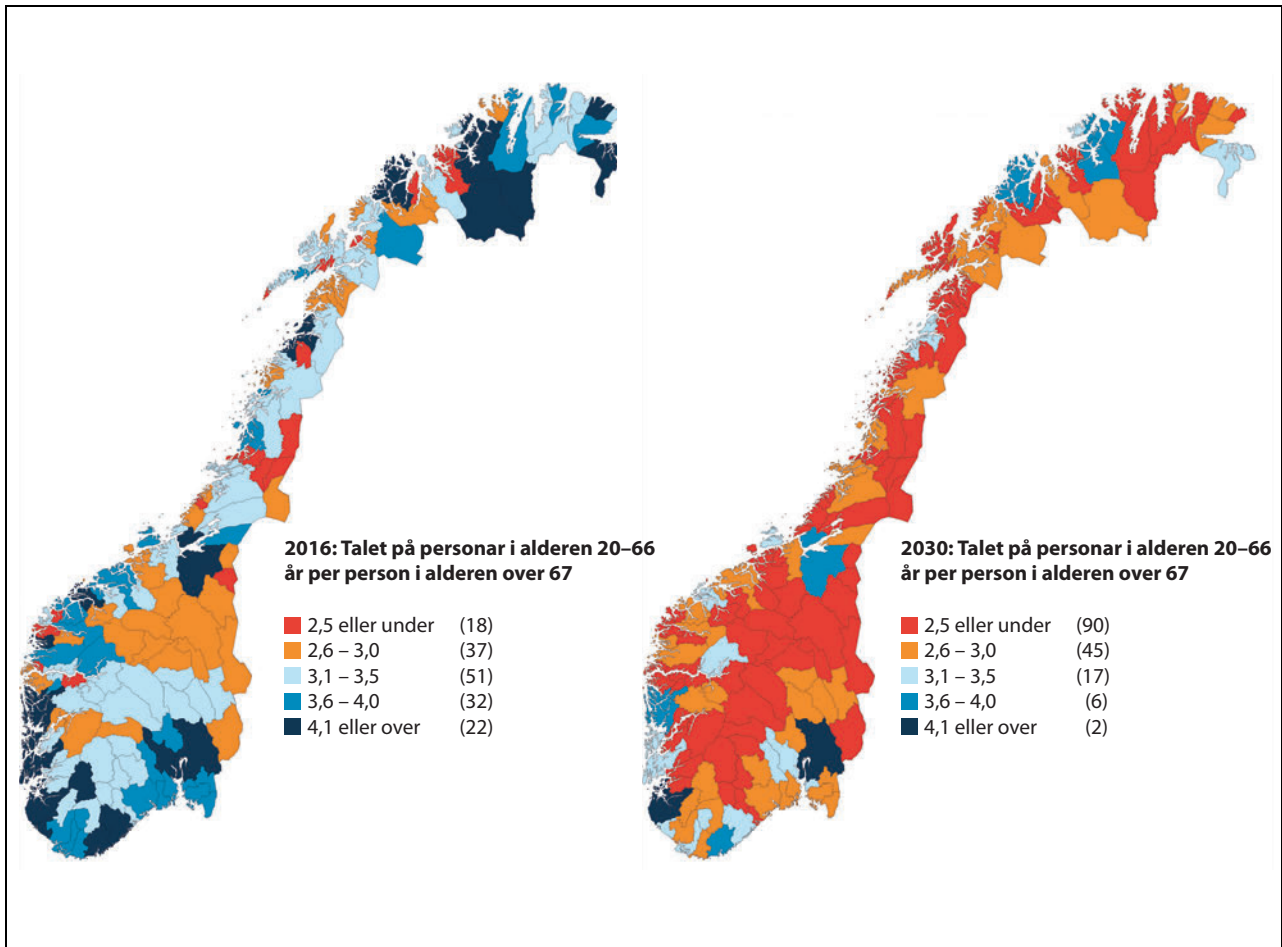 2016: Talet på personar i alderen 20–66
år per person i alderen over 67
2,5 eller under (18)
2,6 – 3,0 (37)
3,1 – 3,5 (51)
3,6 – 4,0 (32)
4,1 eller over (22)
2030: Talet på personar i alderen 20–66
år per person i alderen over 67
2,5 eller under (90)
2,6 – 3,0 (45)
3,1 – 3,5 (17)
3,6 – 4,0 (6)
4,1 eller over (2)